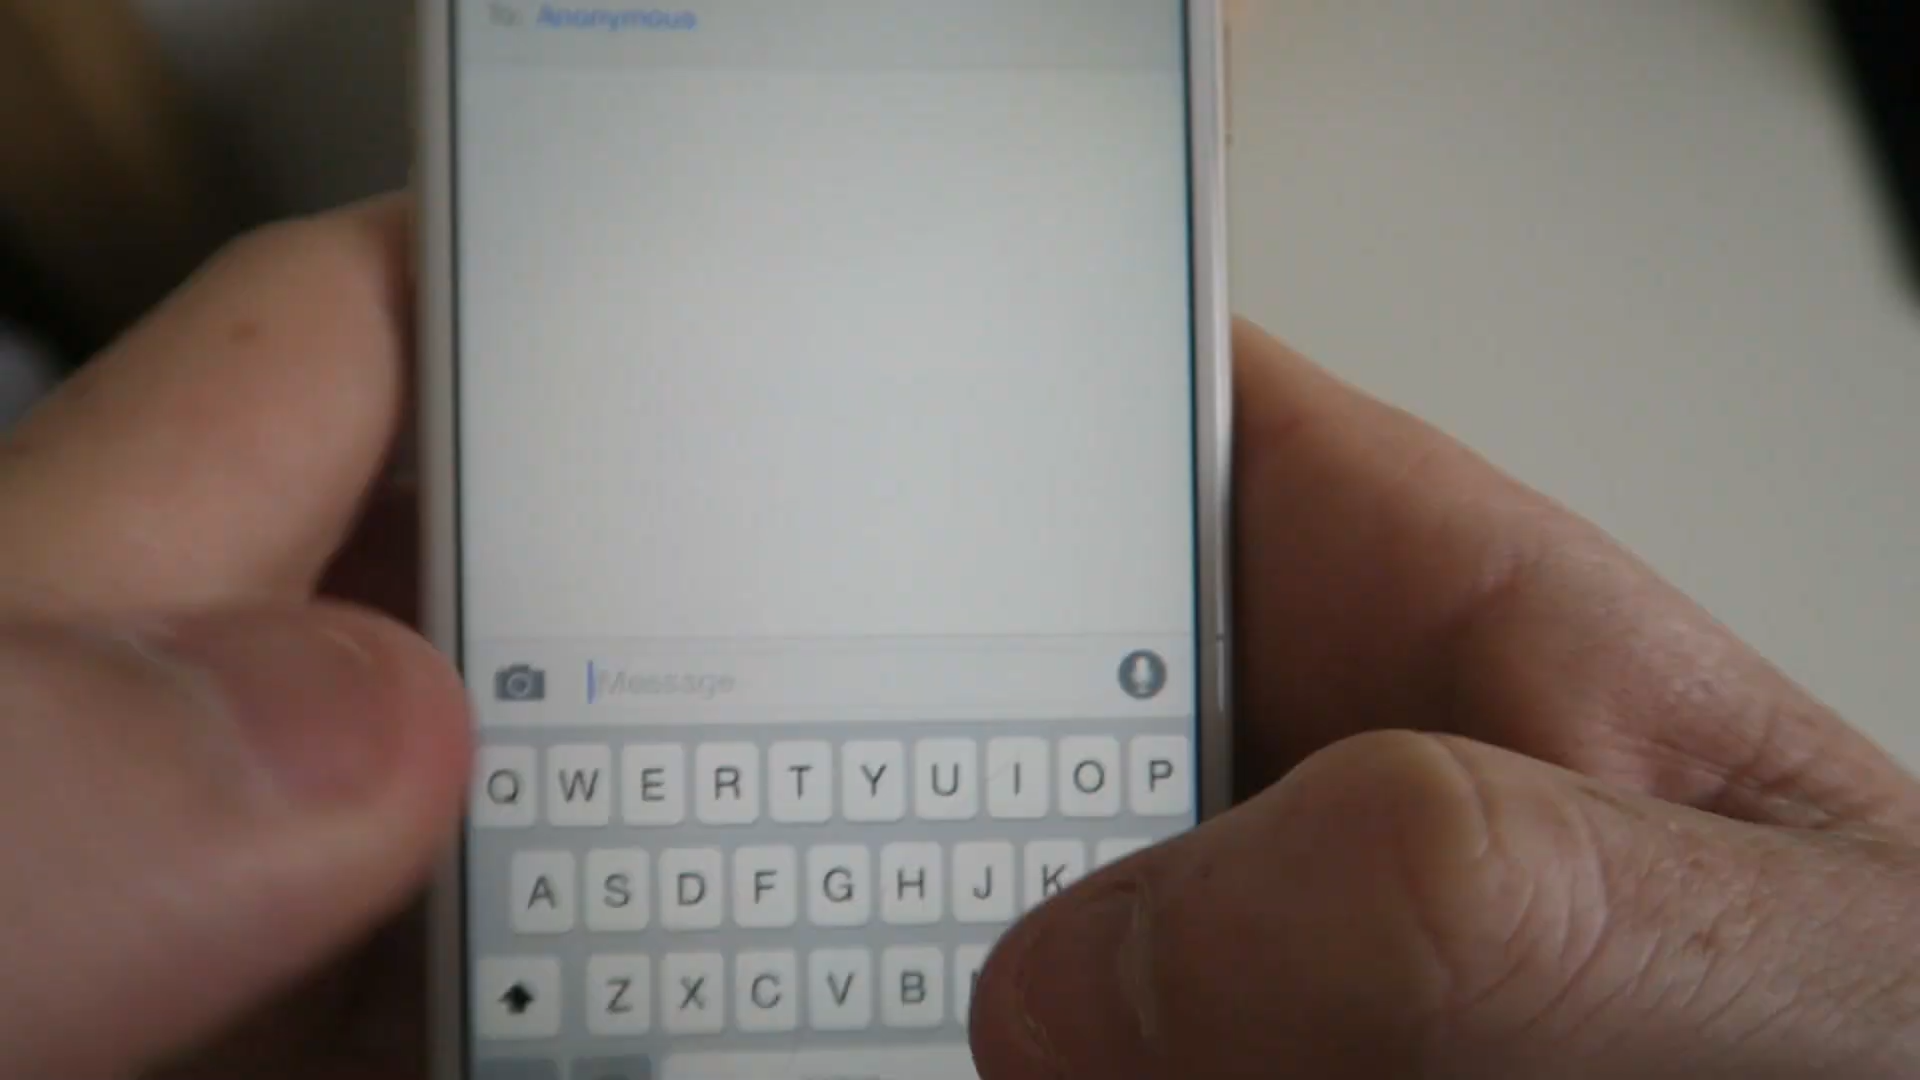 To: Anonymous
Message
Q W E R T Y U I O P
A S D F G H J K
Z X C V B